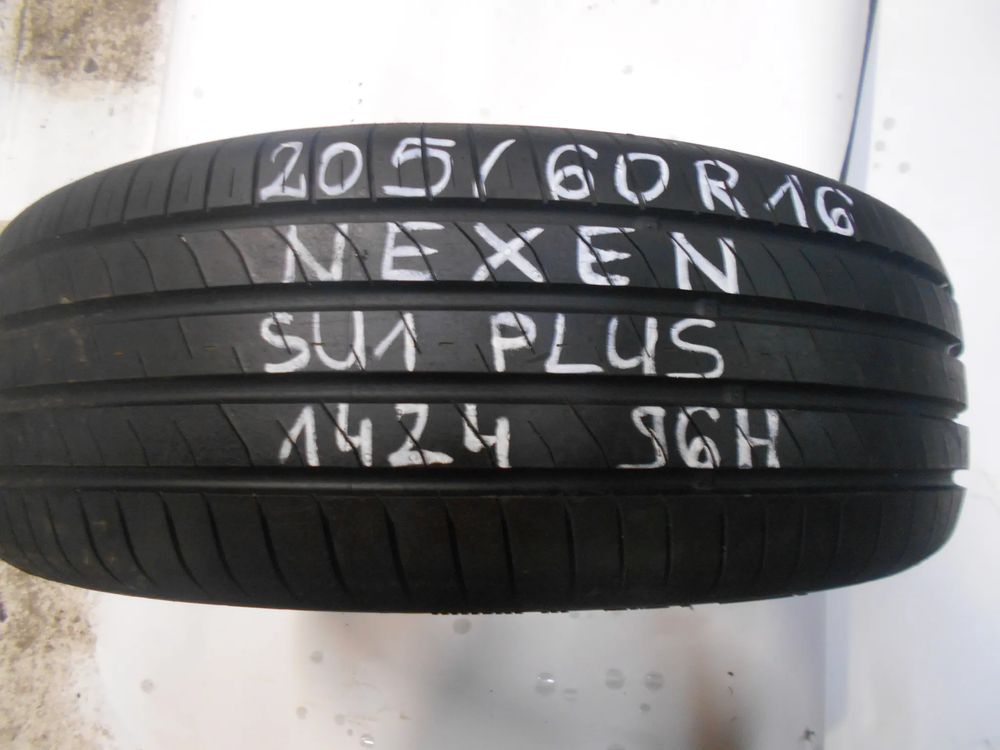 205/60R16
NEXEN
SU1 PLUS
1424 96H